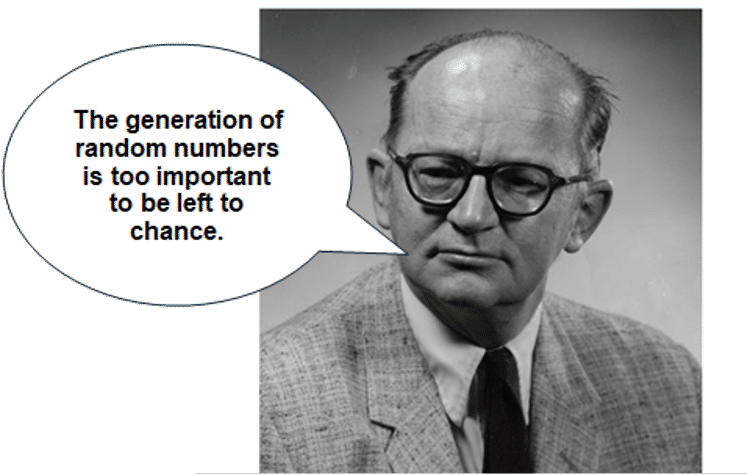 The generation of
random numbers
is too important
to be left to
chance.